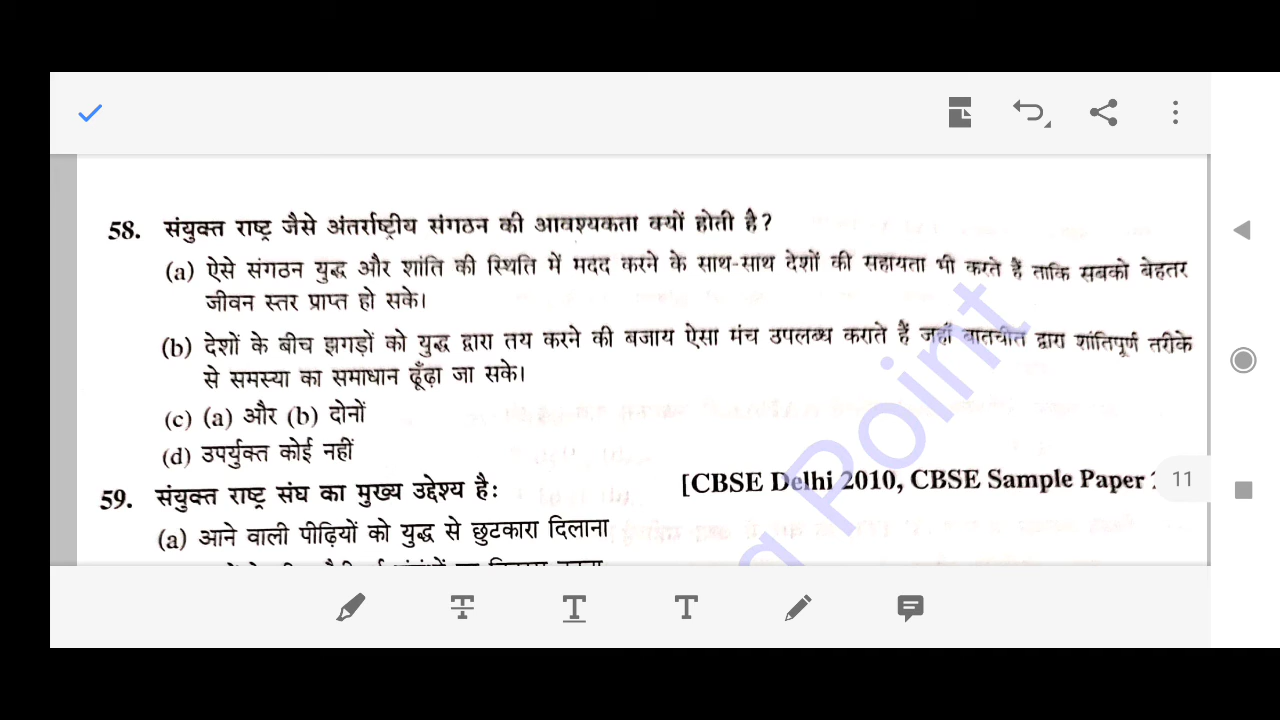 58. संयुक्त राष्ट्र जैसे अंतर्राष्ट्रीय संगठन की आवश्यकता क्यों होती है?
(a) ऐसे संगठन युद्ध और शांति की स्थिति में मदद करने के साथ-साथ देशों की सहायता भी करते हैं ताकि सबको बेहतर
जीवन स्तर प्राप्त हो सके।
(b) देशों के बीच झगड़ों को युद्ध द्वारा तय करने की बजाय ऐसा मंच उपलब्ध कराते हैं जहाँ बातचीत द्वारा शांतिपूर्ण तरीके
से समस्या का समाधान ढूँढ़ा जा सके।
(c) (a) और (b) दोनों
(d) उपर्युक्त कोई नहीं
59. संयुक्त राष्ट्र संघ का मुख्य उद्देश्य है: [CBSE Delhi 2010, CBSE Sample Paper
11
(a) आने वाली पीढ़ियों को युद्ध से छुटकारा दिलाना
Point
T T T